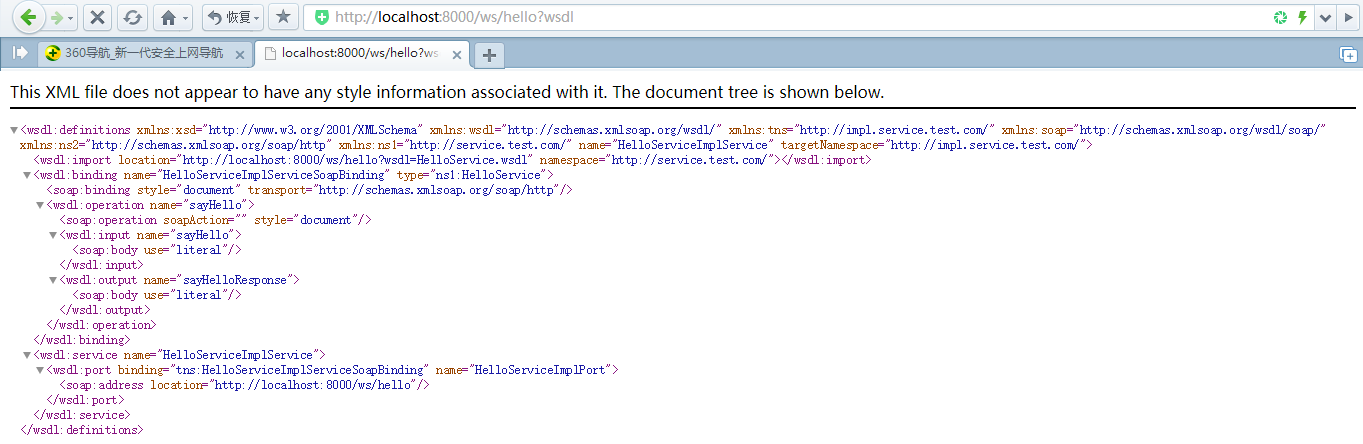 恢复
http://localhost:8000/ws/hello?wsdl
360导航_新一代安全上网导航
localhost:8000/ws/hello?ws
This XML file does not appear to have any style information associated with it. The document tree is shown below.
<wsdl:definitions xmlns:xsd="http://www.w3.org/2001/XMLSchema" xmlns:wsdl="http://schemas.xmlsoap.org/wsdl/" xmlns:tns="http://impl.service.test.com/" xmlns:soap="http://schemas.xmlsoap.org/wsdl/soap/"
xmlns:ns2="http://schemas.xmlsoap.org/soap/http" xmlns:ns1="http://service.test.com/" name="HelloServiceImplService" targetNamespace="http://impl.service.test.com/">
<wsdl:import location="http://localhost:8000/ws/hello?wsdl=HelloService.wsdl" namespace="http://service.test.com/"></wsdl:import>
<wsdl:binding name="HelloServiceImplServiceSoapBinding" type="ns1:HelloService">
<soap:binding style="document" transport="http://schemas.xmlsoap.org/soap/http"/>
<wsdl:operation name="sayHello">
<soap:operation soapAction="" style="document"/>
<wsdl:input name="sayHello">
<soap:body use="literal"/>
</wsdl:input>
<wsdl:output name="sayHelloResponse">
<soap:body use="literal"/>
</wsdl:output>
</wsdl:operation>
</wsdl:binding>
<wsdl:service name="HelloServiceImplService">
<wsdl:port binding="tns:HelloServiceImplServiceSoapBinding" name="HelloServiceImplPort">
<soap:address location="http://localhost:8000/ws/hello"/>
</wsdl:port>
</wsdl:service>
</wsdl:definitions>